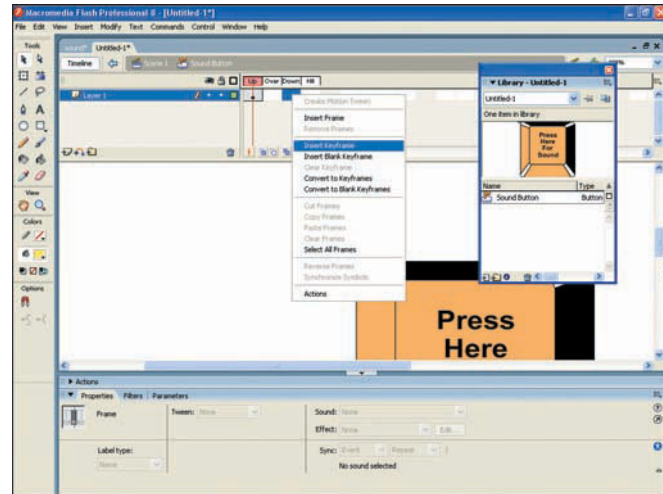 Macromedia Flash Professional 8 - [Untitled-1*]
File Edit View Insert Modify Text Commands Control Window Help
Tools
sound* Untitled-1*
Timeline Scene 1 Sound Button
Up Over Down Hit
Layer 1
Create Motion Tween
Insert Frame
Remove Frames
Insert Keyframe
Insert Blank Keyframe
Clear Keyframe
Convert to Keyframes
Convert to Blank Keyframes
Cut Frames
Copy Frames
Paste Frames
Clear Frames
Select All Frames
Reverse Frames
Synchronize Symbols
Actions
Library - Untitled-1
Untitled-1
One item in library
Press
Here
For
Sound
Name Type
Sound Button Button
View
Colors
Options
Press
Here
Actions
Properties Filters Parameters
Frame Tween: None Sound: None
Effect: None Edit...
Label type: Sync: Event Repeat 1
None No sound selected